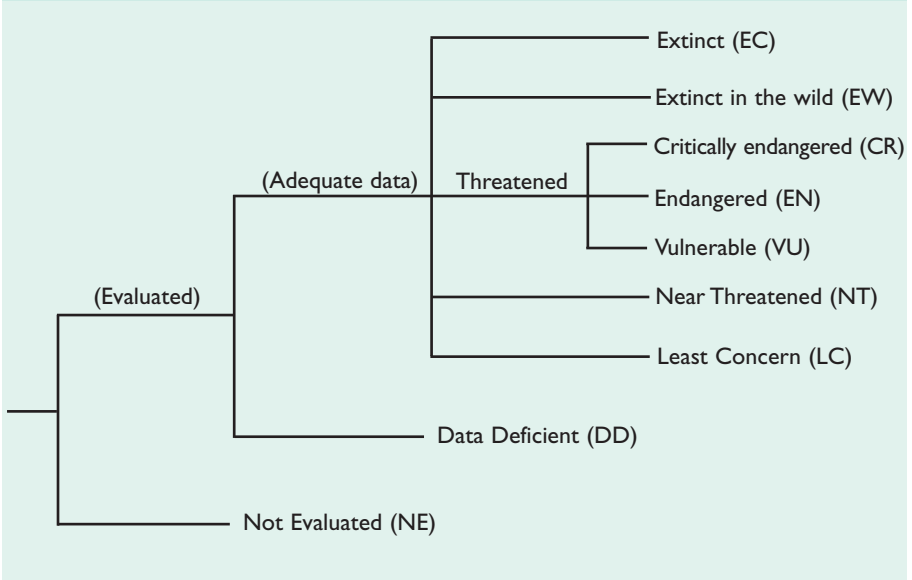 Extinct (EC)
Extinct in the wild (EW)
Critically endangered (CR)
(Adequate data)
Threatened
Endangered (EN)
Vulnerable (VU)
(Evaluated)
Near Threatened (NT)
Least Concern (LC)
Data Deficient (DD)
Not Evaluated (NE)